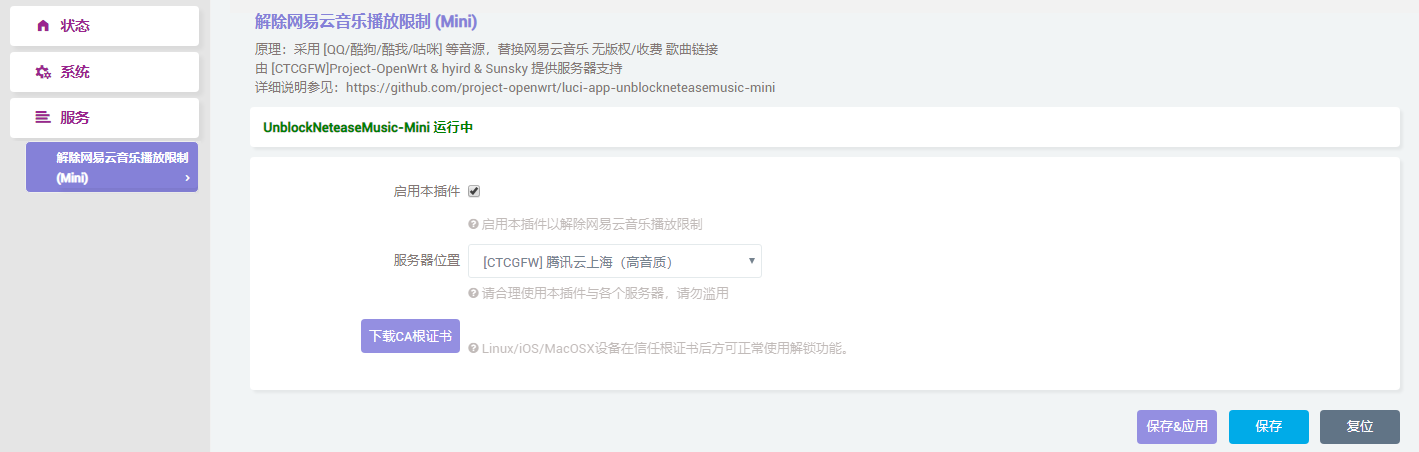 状态
系统
服务
解除网易云音乐播放限制
(Mini)
解除网易云音乐播放限制 (Mini)
原理：采用 [QQ/酷狗/酷我/咕咪] 等音源，替换网易云音乐 无版权/收费 歌曲链接
由 [CTCGFW]Project-OpenWrt & hyird & Sunsky 提供服务器支持
详细说明参见：https://github.com/project-openwrt/luci-app-unblockneteasemusic-mini
UnblockNeteaseMusic-Mini 运行中
启用本插件
启用本插件以解除网易云音乐播放限制
服务器位置
[CTCGFW] 腾讯云上海（高音质）
请合理使用本插件与各个服务器，请勿滥用
下载CA根证书
Linux/iOS/MacOSX设备在信任根证书后方可正常使用解锁功能。
保存&应用
保存
复位